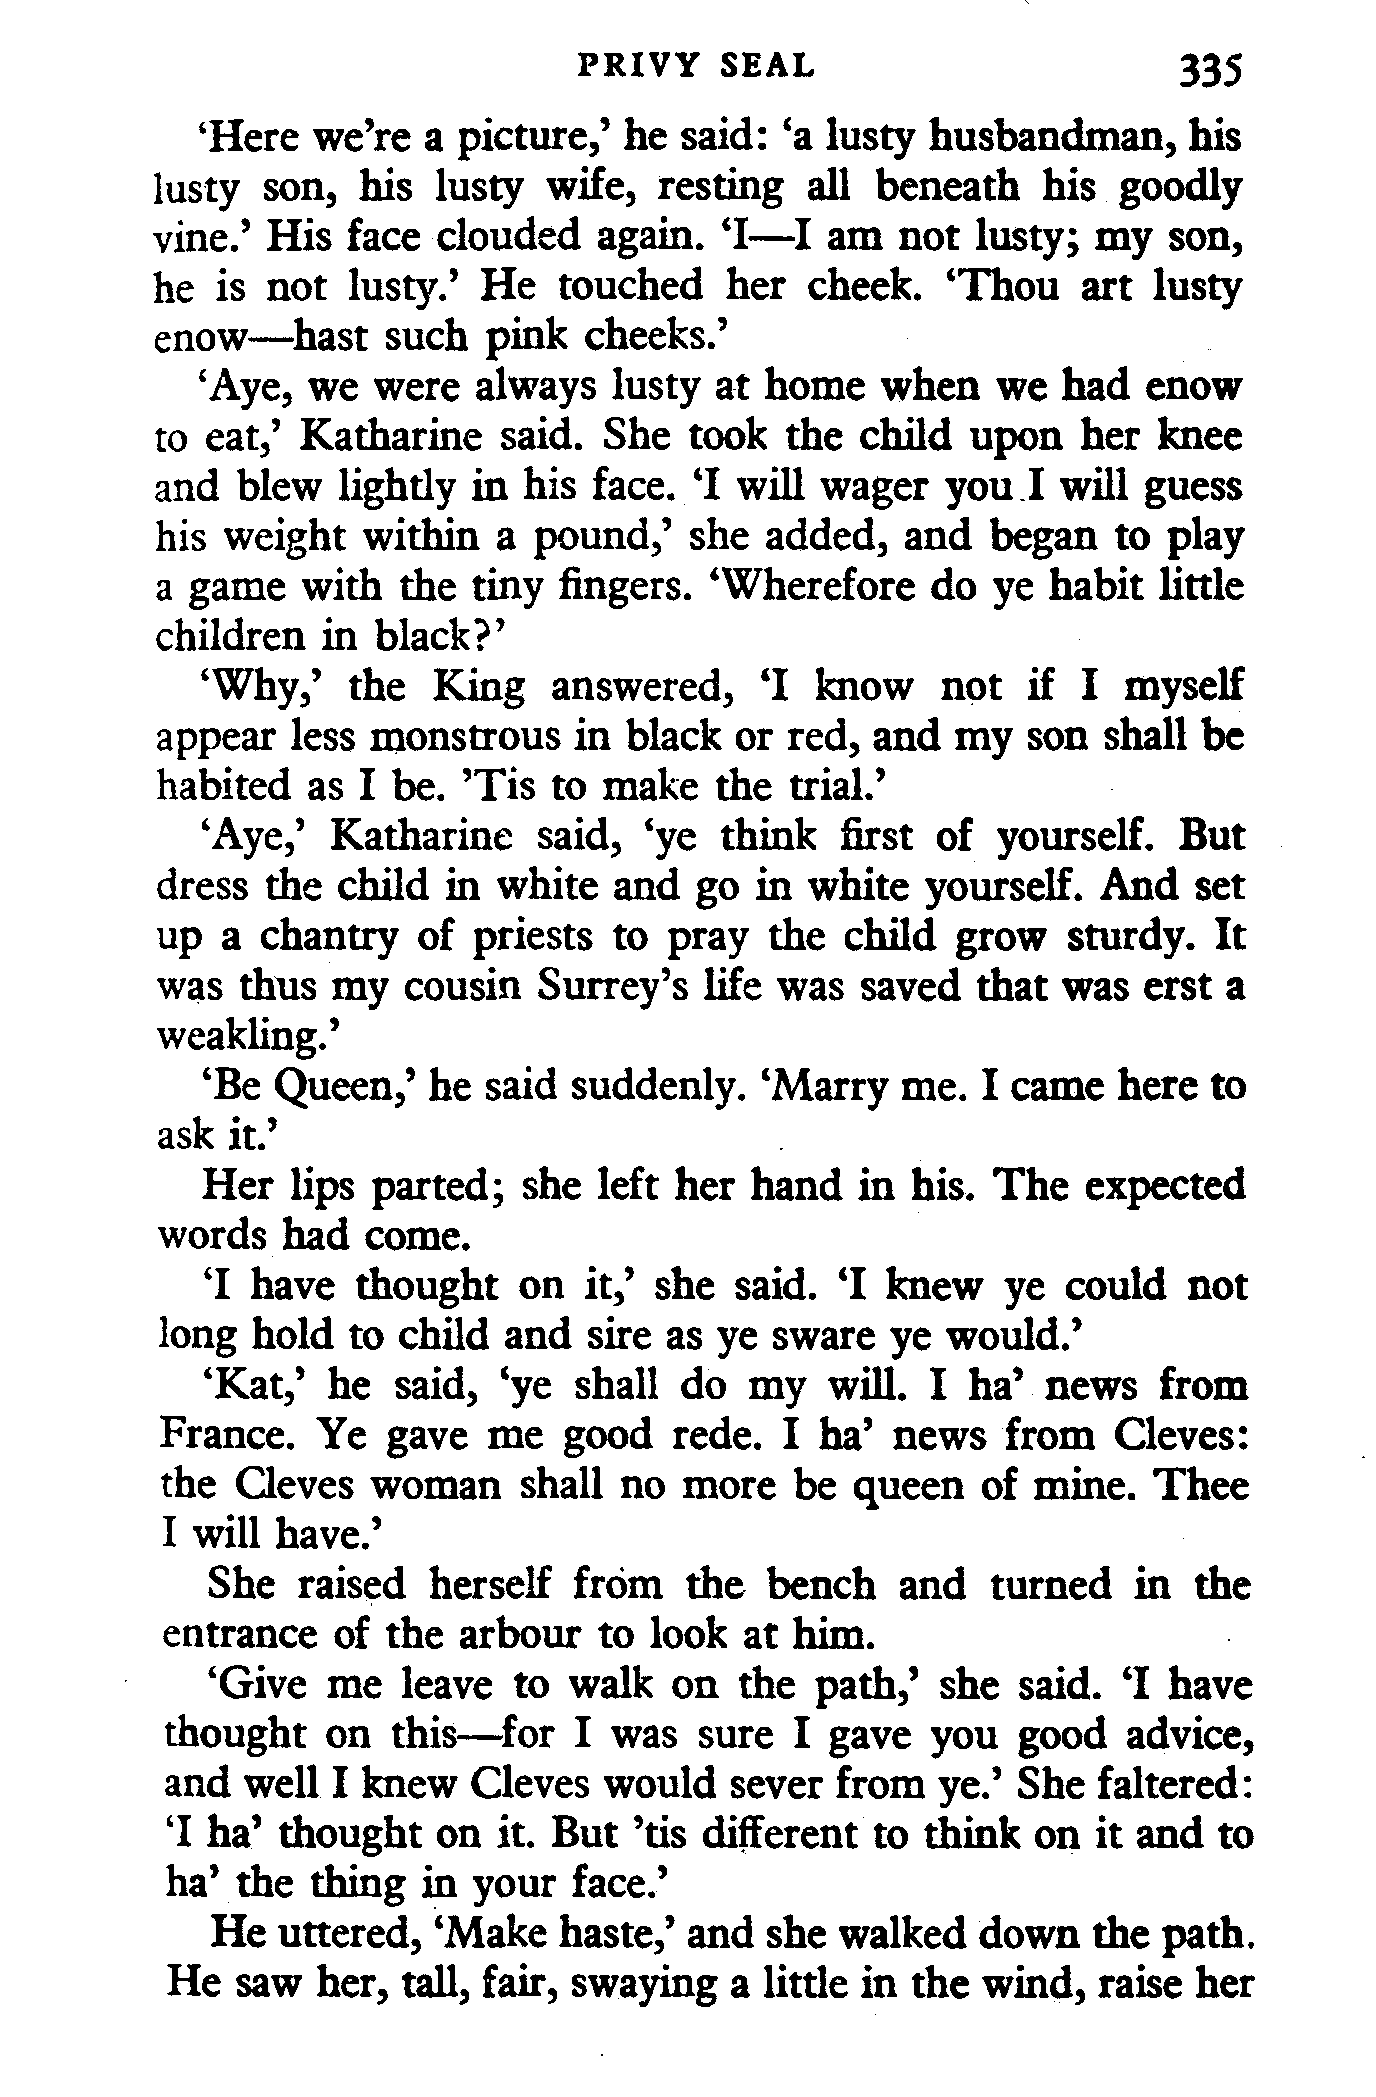 PRIVY SEAL 335
‘Here we’re a picture,’ he said: ‘a lusty husbandman, his
lusty son, his lusty wife, resting all beneath his goodly
vine.’ His face clouded again. ‘I—I am not lusty; my son,
he is not lusty.’ He touched her cheek. ‘Thou art lusty
enow—hast such pink cheeks.’
‘Aye, we were always lusty at home when we had enow
to eat,’ Katharine said. She took the child upon her knee
and blew lightly in his face. ‘I will wager you I will guess
his weight within a pound,’ she added, and began to play
a game with the tiny fingers. ‘Wherefore do ye habit little
children in black?’
‘Why,’ the King answered, ‘I know not if I myself
appear less monstrous in black or red, and my son shall be
habited as I be. ’Tis to make the trial.’
‘Aye,’ Katharine said, ‘ye think first of yourself. But
dress the child in white and go in white yourself. And set
up a chantry of priests to pray the child grow sturdy. It
was thus my cousin Surrey’s life was saved that was erst a
weakling.’
‘Be Queen,’ he said suddenly. ‘Marry me. I came here to
ask it.’
Her lips parted; she left her hand in his. The expected
words had come.
‘I have thought on it,’ she said. ‘I knew ye could not
long hold to child and sire as ye sware ye would.’
‘Kat,’ he said, ‘ye shall do my will. I ha’ news from
France. Ye gave me good rede. I ha’ news from Cleves:
the Cleves woman shall no more be queen of mine. Thee
I will have.’
She raised herself from the bench and turned in the
entrance of the arbour to look at him.
‘Give me leave to walk on the path,’ she said. ‘I have
thought on this—for I was sure I gave you good advice,
and well I knew Cleves would sever from ye.’ She faltered:
‘I ha’ thought on it. But ’tis different to think on it and to
ha’ the thing in your face.’
He uttered, ‘Make haste,’ and she walked down the path.
He saw her, tall, fair, swaying a little in the wind, raise her